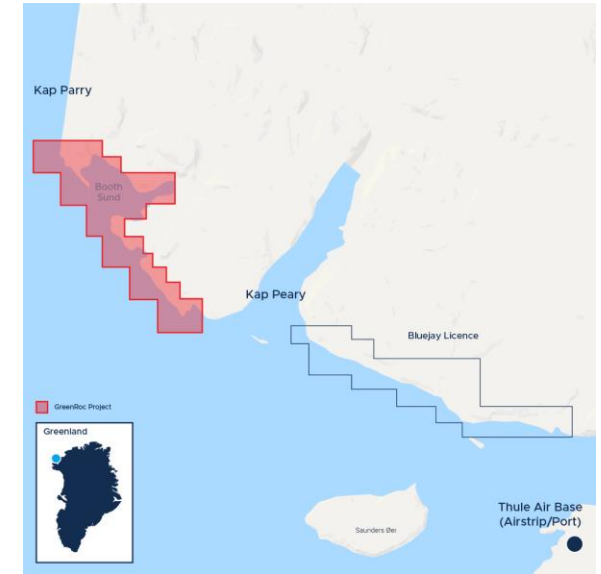 Kap Parry
Booth
Sund
Kap Peary
Bluejay Licence
GreenRoc Project
Greenland
Saunders Øer
Thule Air Base
(Airstrip/Port)